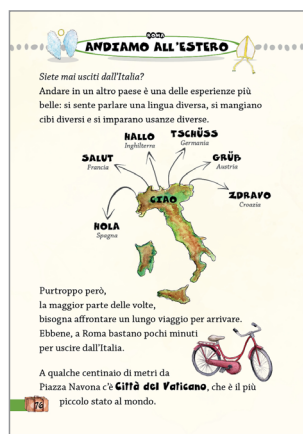 ROMA
ANDIAMO ALL'ESTERO
Siete mai usciti dall'Italia?
Andare in un altro paese è una delle esperienze più
belle: si sente parlare una lingua diversa, si mangiano
cibi diversi e si imparano usanze diverse.
HALLO
Inghilterra
TSCHÜSS
Germania
SALUT
Francia
GRÜß
Austria
CIAO
ZDRAVO
Croazia
HOLA
Spagna
Purtroppo però,
la maggior parte delle volte,
bisogna affrontare un lungo viaggio per arrivare.
Ebbene, a Roma bastano pochi minuti
per uscire dall'Italia.
A qualche centinaio di metri da
Piazza Navona c'è Città del Vaticano, che è il più
piccolo stato al mondo.
76